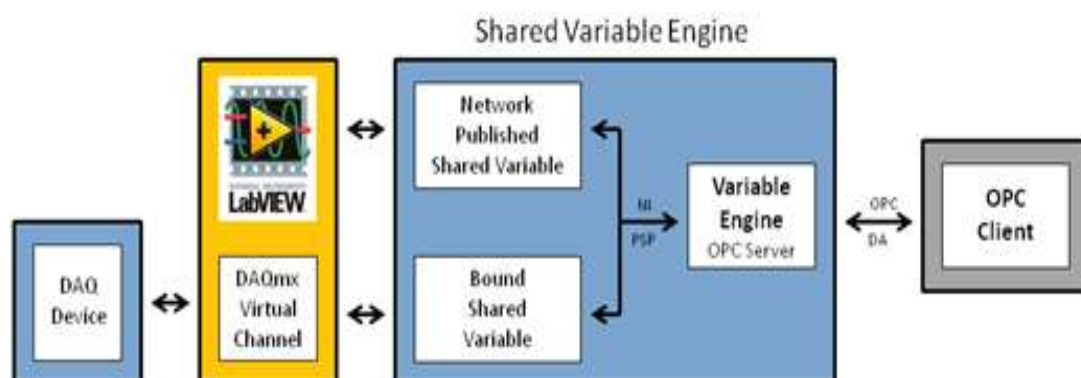 Shared Variable Engine
LabVIEW
Network
Published
Shared Variable
NI
PSP
Variable
Engine
OPC Server
OPC
DA
OPC
Client
DAQ
Device
DAQmx
Virtual
Channel
Bound
Shared
Variable